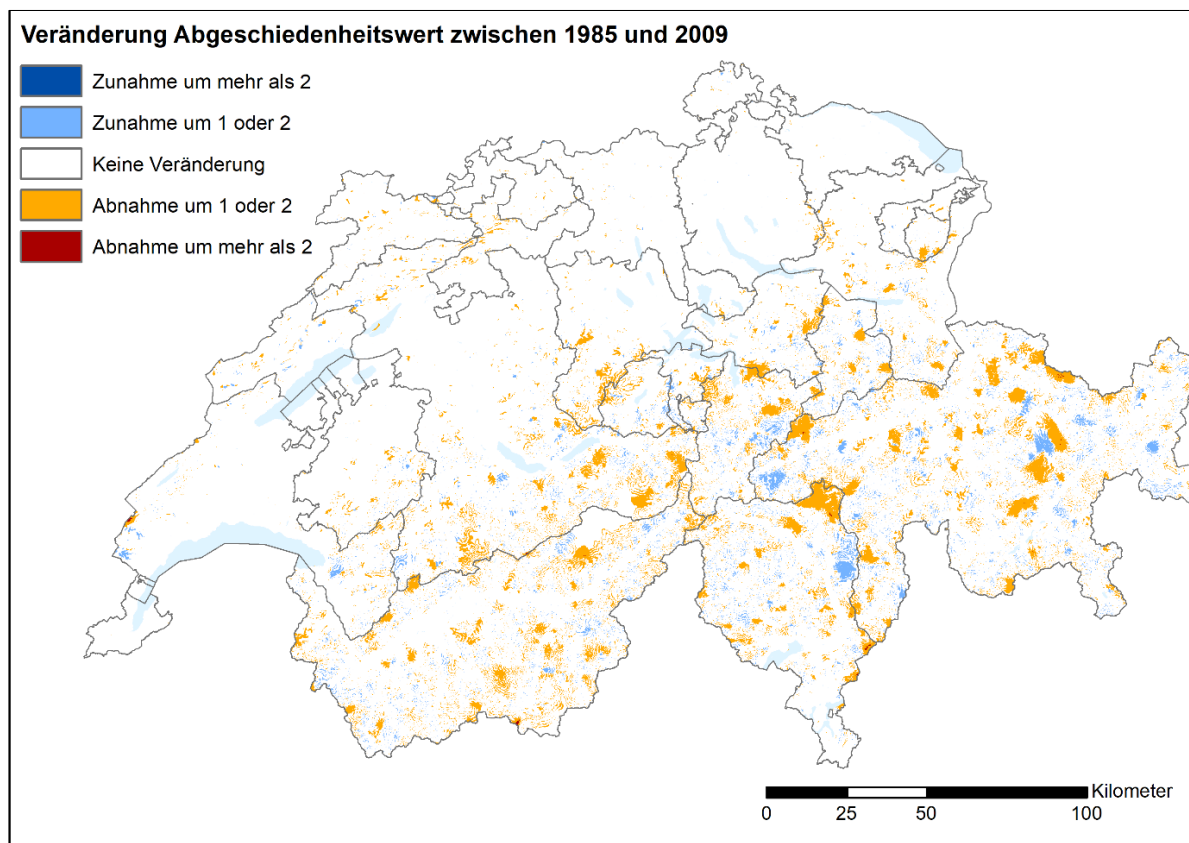 Veränderung Abgeschiedenheitswert zwischen 1985 und 2009
Zunahme um mehr als 2
Zunahme um 1 oder 2
Keine Veränderung
Abnahme um 1 oder 2
Abnahme um mehr als 2
Kilometer
0 25 50 100